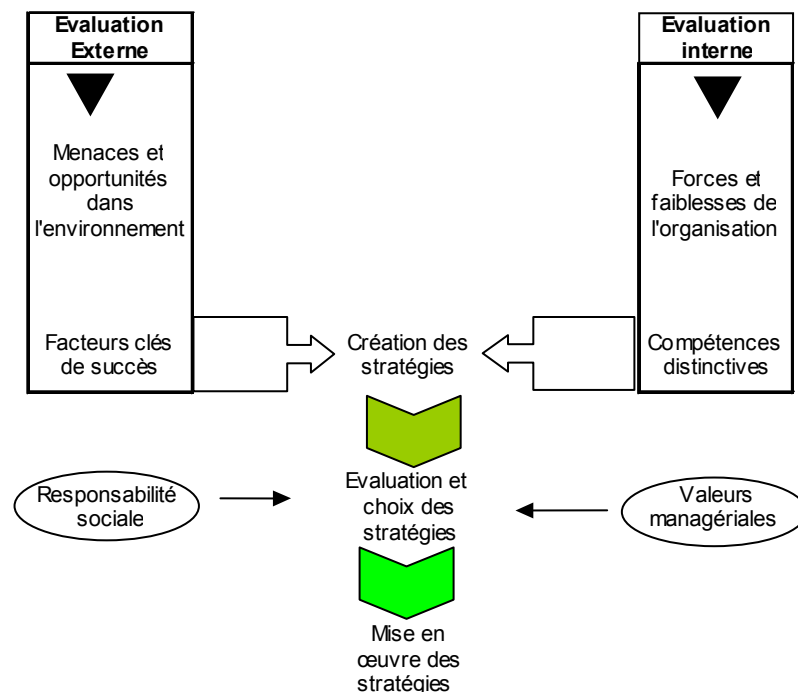 Evaluation
Externe
Menaces et
opportunités
dans
l'environnement
Facteurs clés
de succès
Evaluation
interne
Forces et
faiblesses de
l'organisation
Compétences
distinctives
Création des
stratégies
Responsabilité
sociale
Evaluation et
choix des
stratégies
Valeurs
managériales
Mise en
œuvre des
stratégies